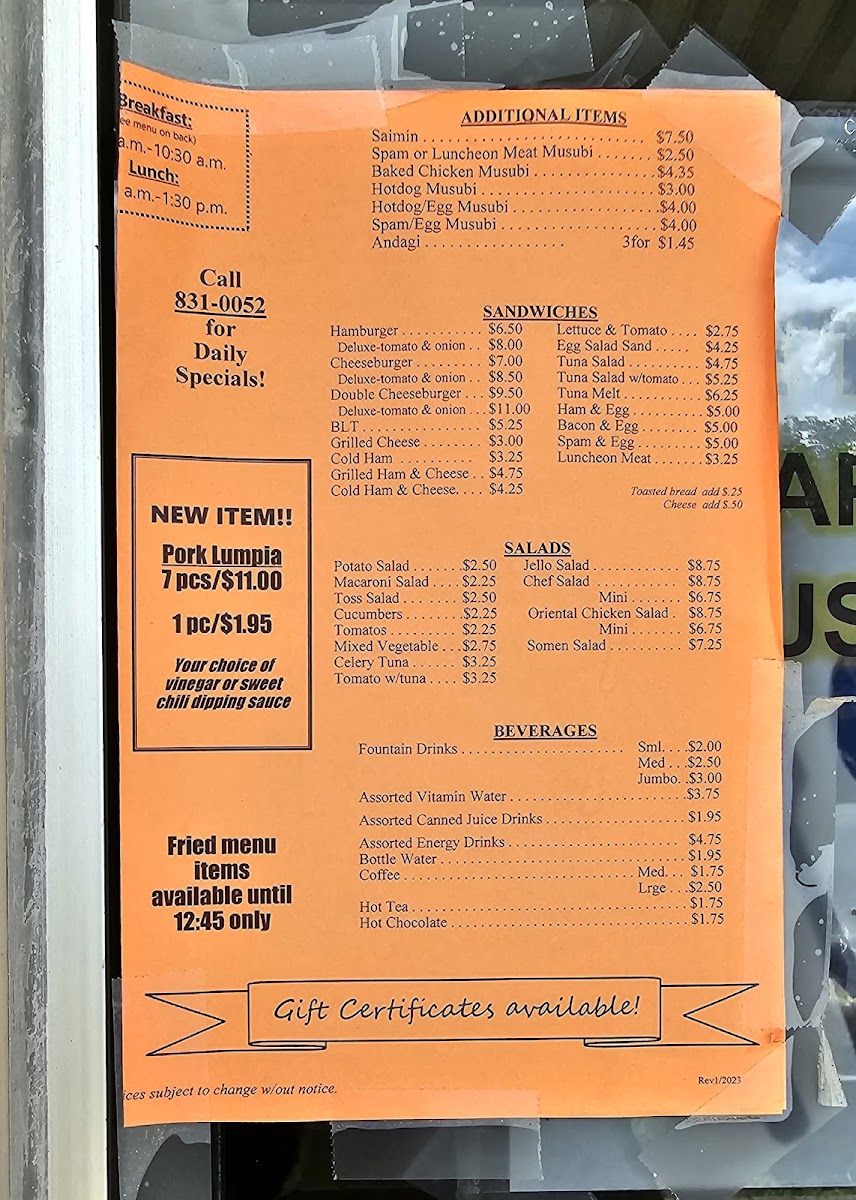 Breakfast:
ee menu on back)
a.m.-10:30 a.m.
Lunch:
a.m.-1:30 p.m.
Call
831-0052
for
Daily
Specials!
NEW ITEM!!
Pork Lumpia
7 pcs/$11.00
1 pc/$1.95
Your choice of
vinegar or sweet
chili dipping sauce
Fried menu
items
available until
12:45 only
ADDITIONAL ITEMS
Saimin . . . . . . . . . . . . . . . . . . . . . . . . . . $7.50
Spam or Luncheon Meat Musubi . . . . . . . $2.50
Baked Chicken Musubi . . . . . . . . . . . . . . $4.35
Hotdog Musubi . . . . . . . . . . . . . . . . . . . . $3.00
Hotdog/Egg Musubi . . . . . . . . . . . . . . . . . $4.00
Spam/Egg Musubi . . . . . . . . . . . . . . . . . . $4.00
Andagi . . . . . . . . . . . . . . . . . 3for $1.45
SANDWICHES
Hamburger . . . . . . . . . . . $6.50
Deluxe-tomato & onion . . $8.00
Cheeseburger . . . . . . . . . $7.00
Deluxe-tomato & onion . . $8.50
Double Cheeseburger . . . $9.50
Deluxe-tomato & onion . . . $11.00
BLT . . . . . . . . . . . . . . . . $5.25
Grilled Cheese . . . . . . . . $3.00
Cold Ham . . . . . . . . . . . $3.25
Grilled Ham & Cheese . . $4.75
Cold Ham & Cheese. . . . $4.25
Lettuce & Tomato . . . . $2.75
Egg Salad Sand . . . . . $4.25
Tuna Salad . . . . . . . . . . $4.75
Tuna Salad w/tomato . . . $5.25
Tuna Melt . . . . . . . . . . . $6.25
Ham & Egg . . . . . . . . . . $5.00
Bacon & Egg . . . . . . . . $5.00
Spam & Egg . . . . . . . . . $5.00
Luncheon Meat . . . . . . . $3.25
Toasted bread add $.25
Cheese add $.50
SALADS
Potato Salad . . . . . . . $2.50
Macaroni Salad . . . . $2.25
Toss Salad . . . . . . . . $2.50
Cucumbers . . . . . . . . $2.25
Tomatos . . . . . . . . . . $2.25
Mixed Vegetable . . . $2.75
Celery Tuna . . . . . . $3.25
Tomato w/tuna . . . . $3.25
Jello Salad . . . . . . . . . . . . $8.75
Chef Salad . . . . . . . . . . . $8.75
Mini . . . . . . $6.75
Oriental Chicken Salad . $8.75
Mini . . . . . . $6.75
Somen Salad . . . . . . . . . . $7.25
BEVERAGES
Fountain Drinks . . . . . . . . . . . . . . . . . . . . Sml. . . .$2.00
Med . . .$2.50
Jumbo. .$3.00
Assorted Vitamin Water . . . . . . . . . . . . . . . . . . . . . . $3.75
Assorted Canned Juice Drinks . . . . . . . . . . . . . . . . . $1.95
Assorted Energy Drinks . . . . . . . . . . . . . . . . . . . . . $4.75
Bottle Water . . . . . . . . . . . . . . . . . . . . . . . . . . . . . . $1.95
Coffee . . . . . . . . . . . . . . . . . . . . . . . . . . . . Med. . . $1.75
Lrge . . .$2.50
Hot Tea . . . . . . . . . . . . . . . . . . . . . . . . . . . . . . . . . . $1.75
Hot Chocolate . . . . . . . . . . . . . . . . . . . . . . . . . . . . . $1.75
Gift Certificates available!
ices subject to change w/out notice.
Rev1/2023